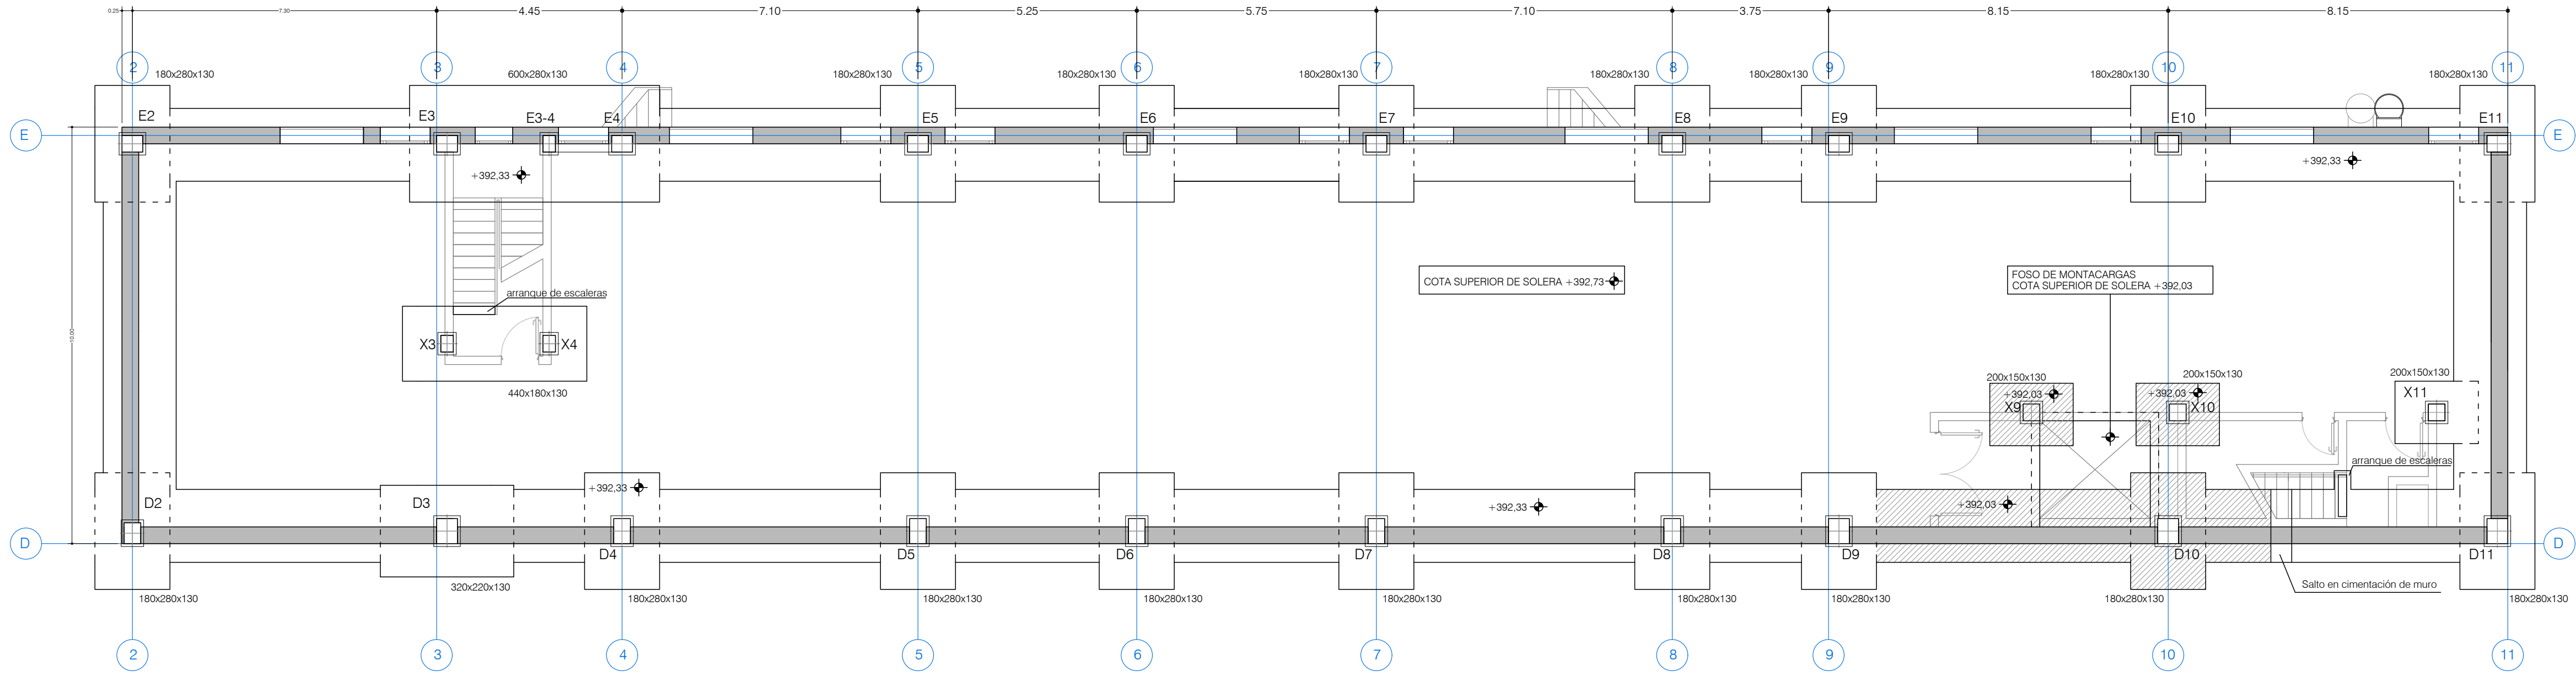 0.25 7.30 4.45 7.10 5.25 5.75 7.10 3.75 8.15 8.15
2 3 4 5 6 7 8 9 10 11
180x280x130 600x280x130 180x280x130 180x280x130 180x280x130 180x280x130 180x280x130 180x280x130 180x280x130
E2 E3 E3-4 E4 E5 E6 E7 E8 E9 E10 E11
E E
+392,33 +392,33
COTA SUPERIOR DE SOLERA +392,73
FOSO DE MONTACARGAS
COTA SUPERIOR DE SOLERA +392,03
arranque de escaleras
10.00
X3 X4
200x150x130 200x150x130 200x150x130
440x180x130
+392,03 +392,03
X9 X10 X11
arranque de escaleras
+392,33 +392,33 +392,03
D2 D3
D D
D4 D5 D6 D7 D8 D9 D10 D11
320x220x130
Salto en cimentación de muro
180x280x130 180x280x130 180x280x130 180x280x130 180x280x130 180x280x130 180x280x130 180x280x130
2 3 4 5 6 7 8 9 10 11